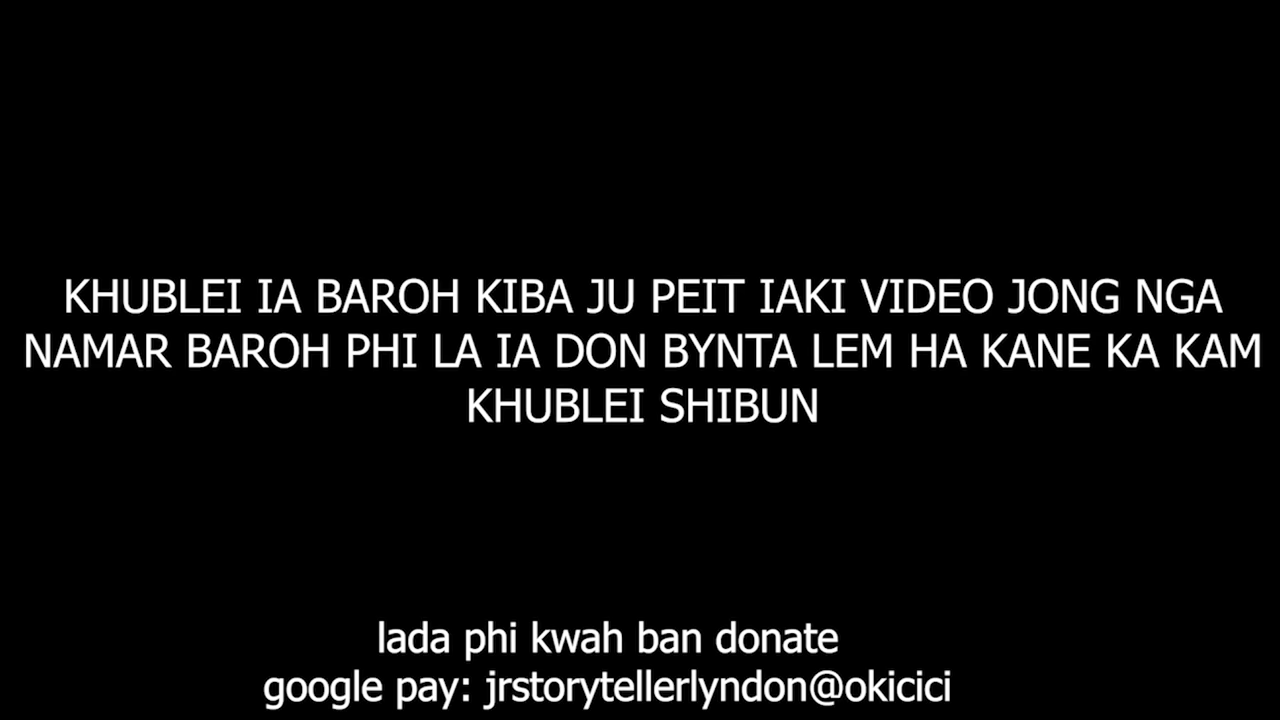 KHUBLEI IA BAROH KIBA JU PEIT IAKI VIDEO JONG NGA
NAMAR BAROH PHI LA IA DON BYNTA LEM HA KANE KA KAM
KHUBLEI SHIBUN
lada phi kwah ban donate
google pay: jrstorytellerlyndon@okicici